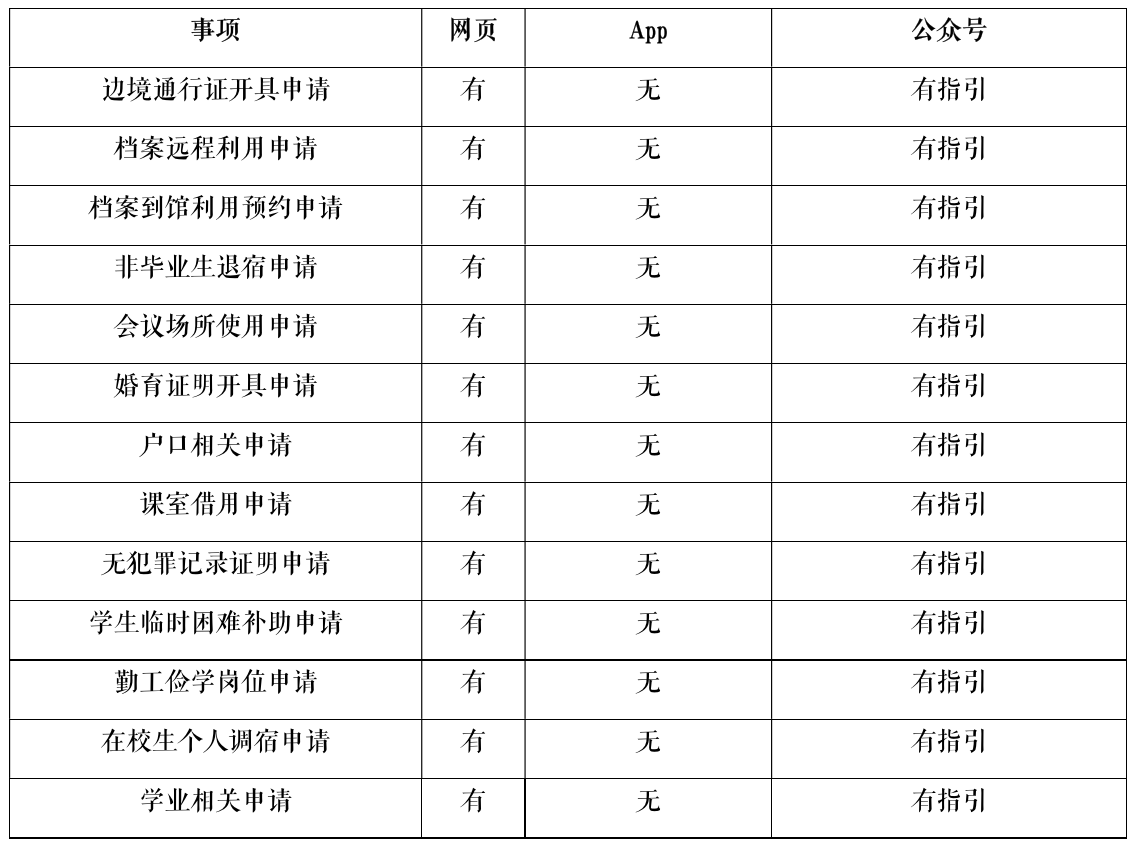 事项 网页 App 公众号
边境通行证开具申请 有 无 有指引
档案远程利用申请 有 无 有指引
档案到馆利用预约申请 有 无 有指引
非毕业生退宿申请 有 无 有指引
会议场所使用申请 有 无 有指引
婚育证明开具申请 有 无 有指引
户口相关申请 有 无 有指引
课室借用申请 有 无 有指引
无犯罪记录证明申请 有 无 有指引
学生临时困难补助申请 有 无 有指引
勤工俭学岗位申请 有 无 有指引
在校生个人调宿申请 有 无 有指引
学业相关申请 有 无 有指引